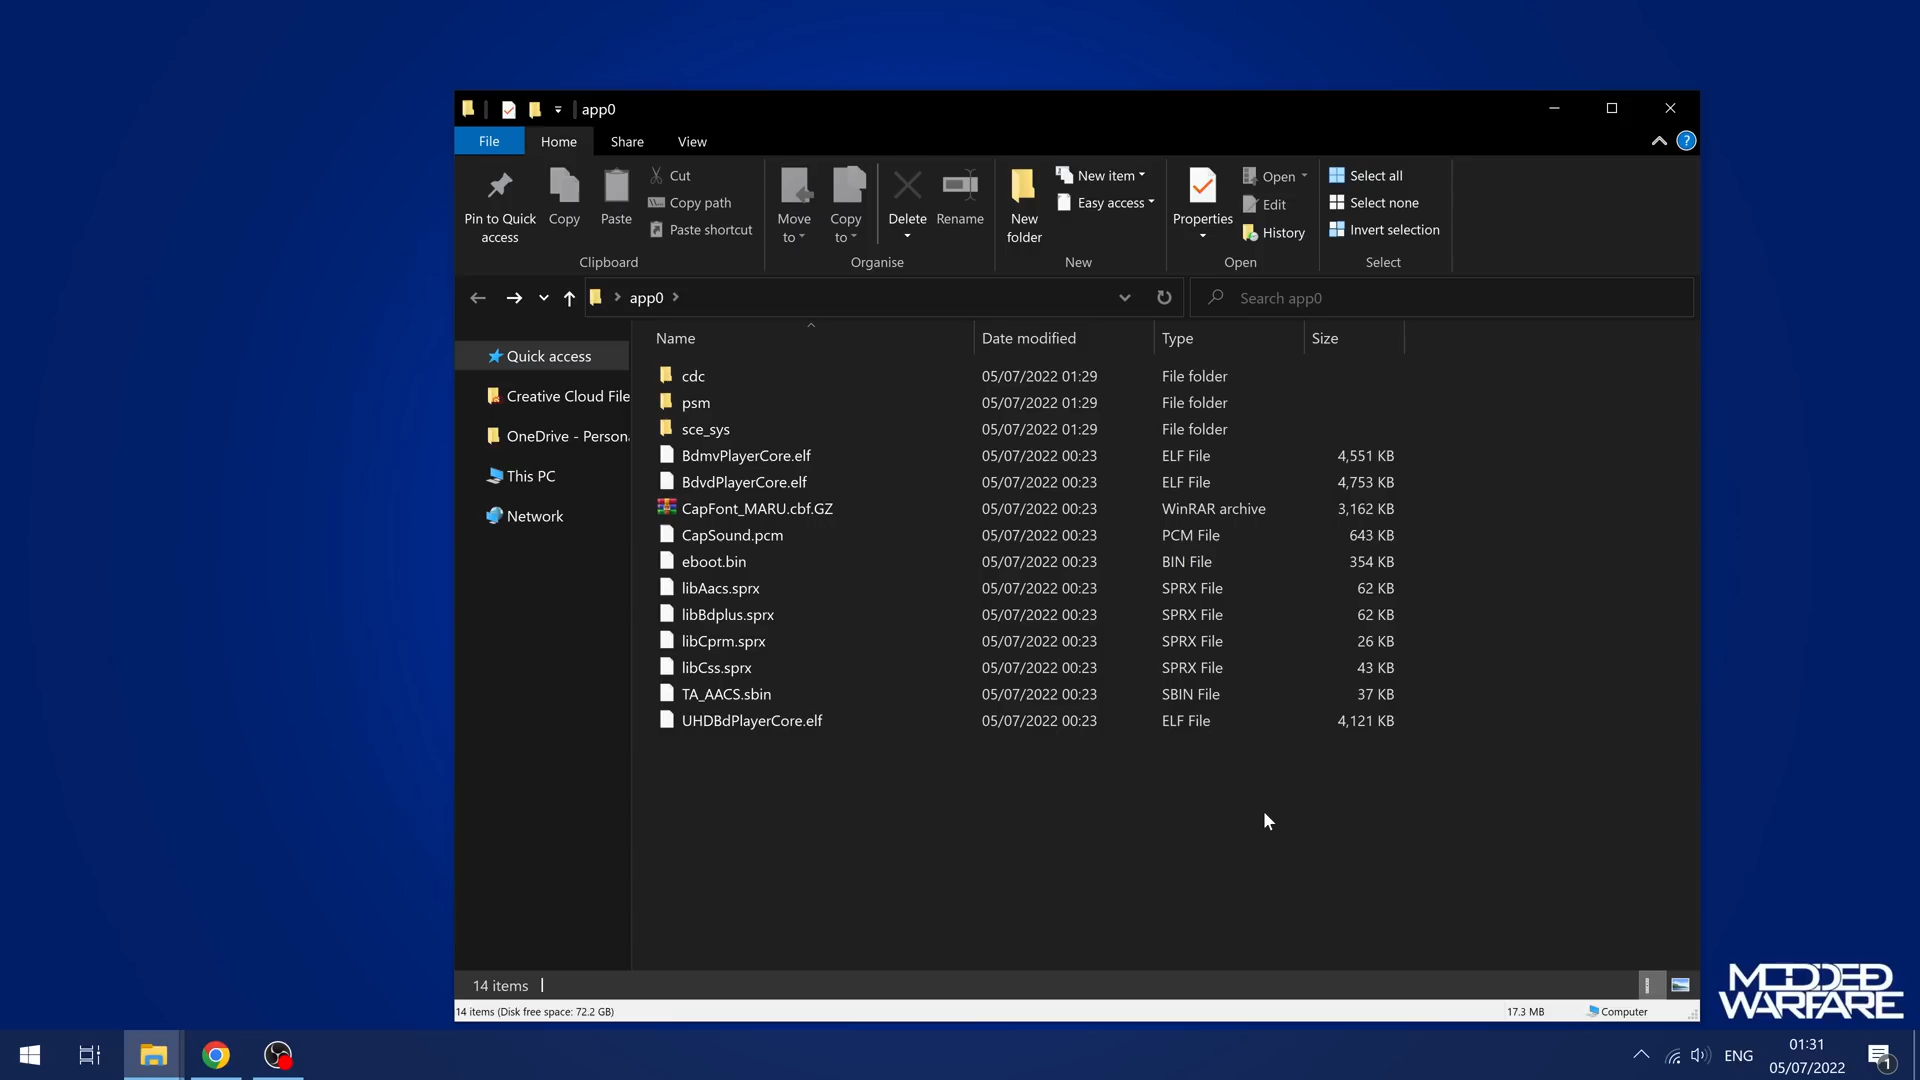 app0
File Home Share View
Pin to Quick access
Copy
Paste
Cut
Copy path
Paste shortcut
Clipboard
Move to
Copy to
Delete
Rename
Organise
New folder
New item
Easy access
New
Properties
Open
Edit
History
Open
Select all
Select none
Invert selection
Select
app0
Search app0
Quick access
Creative Cloud File
OneDrive - Person
This PC
Network
Name Date modified Type Size
cdc 05/07/2022 01:29 File folder
psm 05/07/2022 01:29 File folder
sce_sys 05/07/2022 01:29 File folder
BdmvPlayerCore.elf 05/07/2022 00:23 ELF File 4,551 KB
BdvdPlayerCore.elf 05/07/2022 00:23 ELF File 4,753 KB
CapFont_MARU.cbf.GZ 05/07/2022 00:23 WinRAR archive 3,162 KB
CapSound.pcm 05/07/2022 00:23 PCM File 643 KB
eboot.bin 05/07/2022 00:23 BIN File 354 KB
libAacs.sprx 05/07/2022 00:23 SPRX File 62 KB
libBdplus.sprx 05/07/2022 00:23 SPRX File 62 KB
libCprm.sprx 05/07/2022 00:23 SPRX File 26 KB
libCss.sprx 05/07/2022 00:23 SPRX File 43 KB
TA_AACS.sbin 05/07/2022 00:23 SBIN File 37 KB
UHDBdPlayerCore.elf 05/07/2022 00:23 ELF File 4,121 KB
14 items
14 items (Disk free space: 72.2 GB) 17.3 MB Computer
MODDED
WARFARE
ENG
01:31
05/07/2022
1